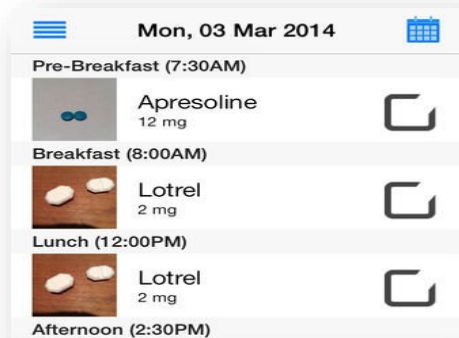 Mon, 03 Mar 2014
Pre-Breakfast (7:30AM)
Apresoline
12 mg
Breakfast (8:00AM)
Lotrel
2 mg
Lunch (12:00PM)
Lotrel
2 mg
Afternoon (2:30PM)